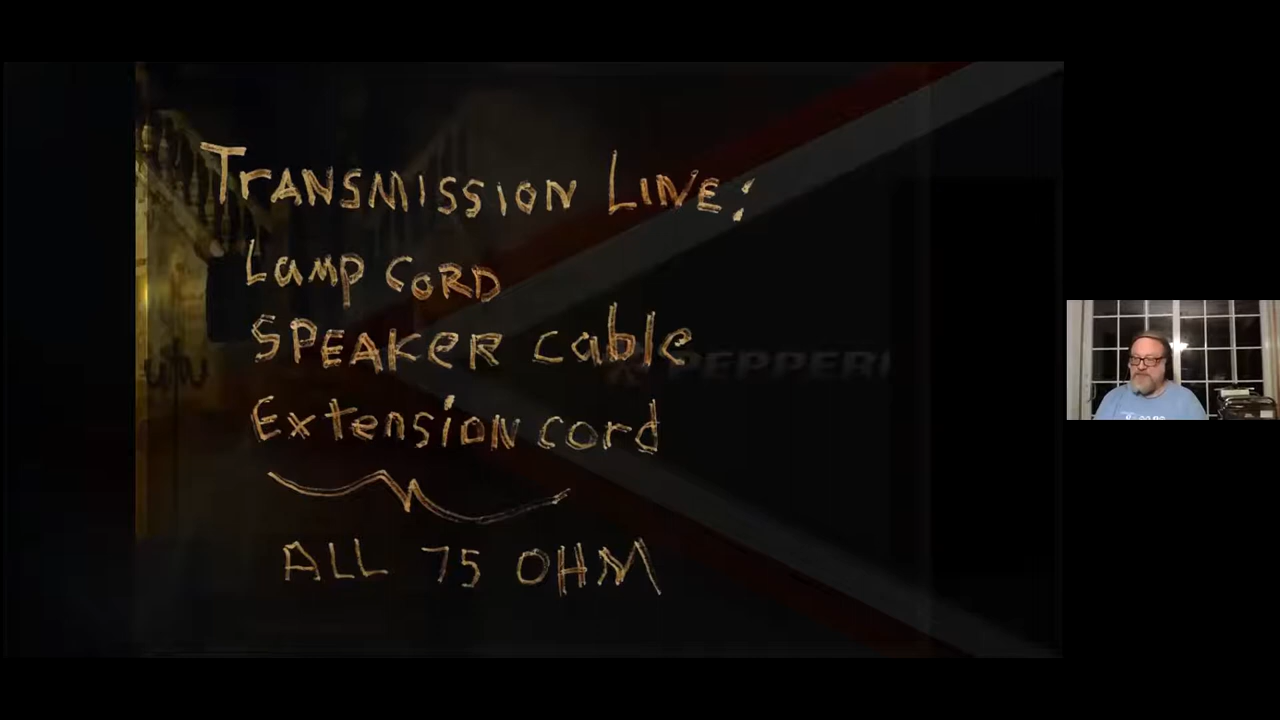 TRANSMISSION LINE:
Lamp CORD
SPEAKER cable
Extension cord
ALL 75 OHM